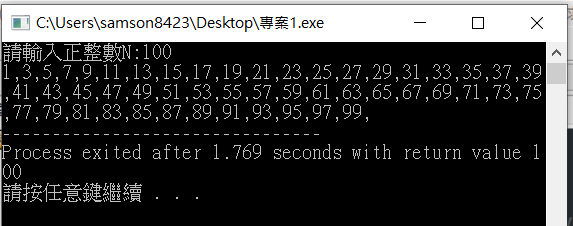 C:\Users\samson8423\Desktop\專案1.exe
請輸入正整數N:100
1,3,5,7,9,11,13,15,17,19,21,23,25,27,29,31,33,35,37,39
,41,43,45,47,49,51,53,55,57,59,61,63,65,67,69,71,73,75
,77,79,81,83,85,87,89,91,93,95,97,99,
--------------------------------
Process exited after 1.769 seconds with return value 1
00
請按任意鍵繼續 . . .